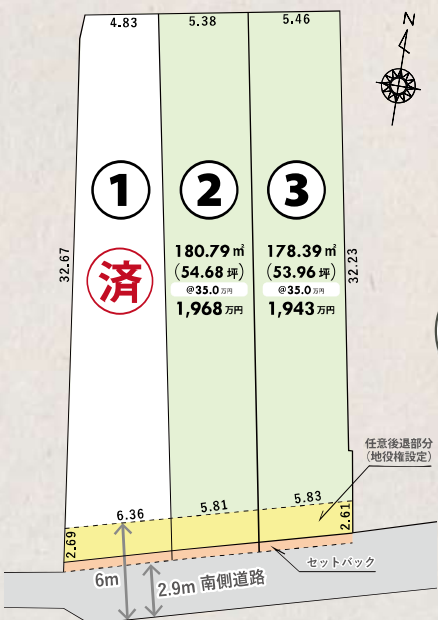 4.83
5.38
5.46
N
1
2
3
済
180.79㎡
(54.68坪)
@35.0万円
1,968万円
178.39㎡
(53.96坪)
@35.0万円
1,943万円
32.67
32.23
任意後退部分
(地役権設定)
6.36
5.81
5.83
2.69
2.61
6m
2.9m 南側道路
セットバック